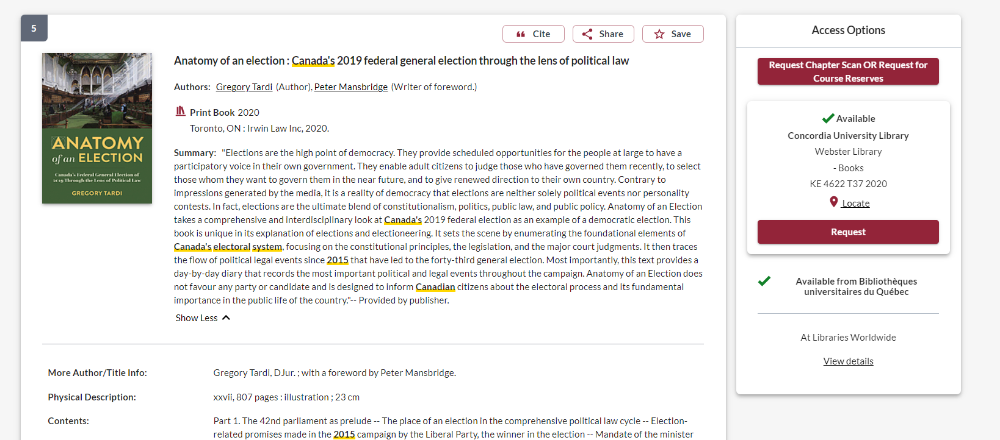 5
Cite
Share
Save
Anatomy of an election : Canada's 2019 federal general election through the lens of political law
Authors: Gregory Tardi (Author), Peter Mansbridge (Writer of foreword.)
Print Book 2020
Toronto, ON : Irwin Law Inc, 2020.
Summary: "Elections are the high point of democracy. They provide scheduled opportunities for the people at large to have a
participatory voice in their own government. They enable adult citizens to judge those who have governed them recently, to select
those whom they want to govern them in the near future, and to give renewed direction to their own country. Contrary to
impressions generated by the media, it is a reality of democracy that elections are neither solely political events nor personality
contests. In fact, elections are the ultimate blend of constitutionalism, politics, public law, and public policy. Anatomy of an Election
takes a comprehensive and interdisciplinary look at Canada's 2019 federal election as an example of a democratic election. This
book is unique in its explanation of elections and electioneering. It sets the scene by enumerating the foundational elements of
Canada's electoral system, focusing on the constitutional principles, the legislation, and the major court judgments. It then traces
the flow of political legal events since 2015 that have led to the forty-third general election. Most importantly, this text provides a
day-by-day diary that records the most important political and legal events throughout the campaign. Anatomy of an Election does
not favour any party or candidate and is designed to inform Canadian citizens about the electoral process and its fundamental
importance in the public life of the country."-- Provided by publisher.
Show Less
ANATOMY
of an ELECTION
Canada's Federal General Election of
2019 Through the Lens of Political Law
GREGORY TARDI
More Author/Title Info: Gregory Tardi, DJur. ; with a foreword by Peter Mansbridge.
Physical Description: xxvii, 807 pages : illustration ; 23 cm
Contents: Part 1. The 42nd parliament as prelude -- The place of an election in the comprehensive political law cycle -- Election-
related promises made in the 2015 campaign by the Liberal Party, the winner in the election -- Mandate of the minister
Access Options
Request Chapter Scan OR Request for
Course Reserves
Available
Concordia University Library
Webster Library
- Books
KE 4622 T37 2020
Locate
Request
Available from Bibliothèques
universitaires du Québec
At Libraries Worldwide
View details